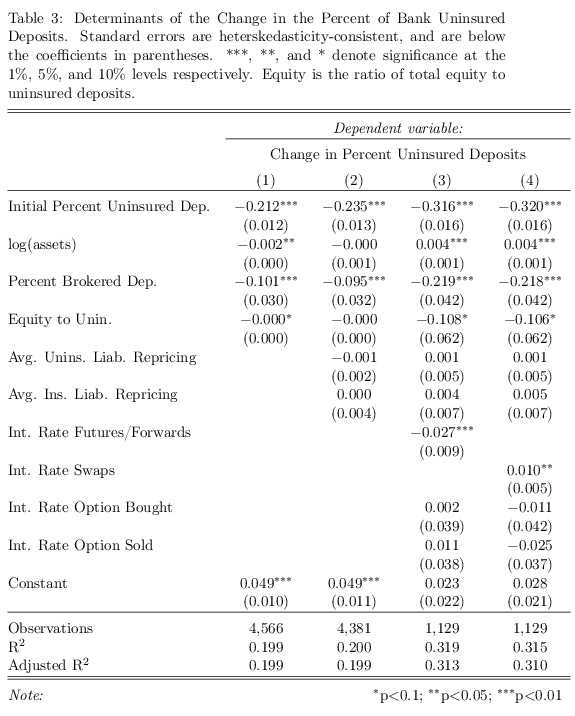 Table 3: Determinants of the Change in the Percent of Bank Uninsured
Deposits. Standard errors are heterskedasticity-consistent, and are below
the coefficients in parentheses. ***, **, and * denote significance at the
1%, 5%, and 10% levels respectively. Equity is the ratio of total equity to
uninsured deposits.
Dependent variable:
Change in Percent Uninsured Deposits
(1) (2) (3) (4)
Initial Percent Uninsured Dep. −0.212*** −0.235*** −0.316*** −0.320***
(0.012) (0.013) (0.016) (0.016)
log(assets) −0.002** −0.000 0.004*** 0.004***
(0.000) (0.001) (0.001) (0.001)
Percent Brokered Dep. −0.101*** −0.095*** −0.219*** −0.218***
(0.030) (0.032) (0.042) (0.042)
Equity to Unin. −0.000* −0.000 −0.108* −0.106*
(0.000) (0.000) (0.062) (0.062)
Avg. Unins. Liab. Repricing −0.001 0.001 0.001
(0.002) (0.005) (0.005)
Avg. Ins. Liab. Repricing 0.000 0.004 0.005
(0.004) (0.007) (0.007)
Int. Rate Futures/Forwards −0.027***
(0.009)
Int. Rate Swaps 0.010**
(0.005)
Int. Rate Option Bought 0.002 −0.011
(0.039) (0.042)
Int. Rate Option Sold 0.011 −0.025
(0.038) (0.037)
Constant 0.049*** 0.049*** 0.023 0.028
(0.010) (0.011) (0.022) (0.021)
Observations 4,566 4,381 1,129 1,129
R² 0.199 0.200 0.319 0.315
Adjusted R² 0.199 0.199 0.313 0.310
Note: *p<0.1; **p<0.05; ***p<0.01